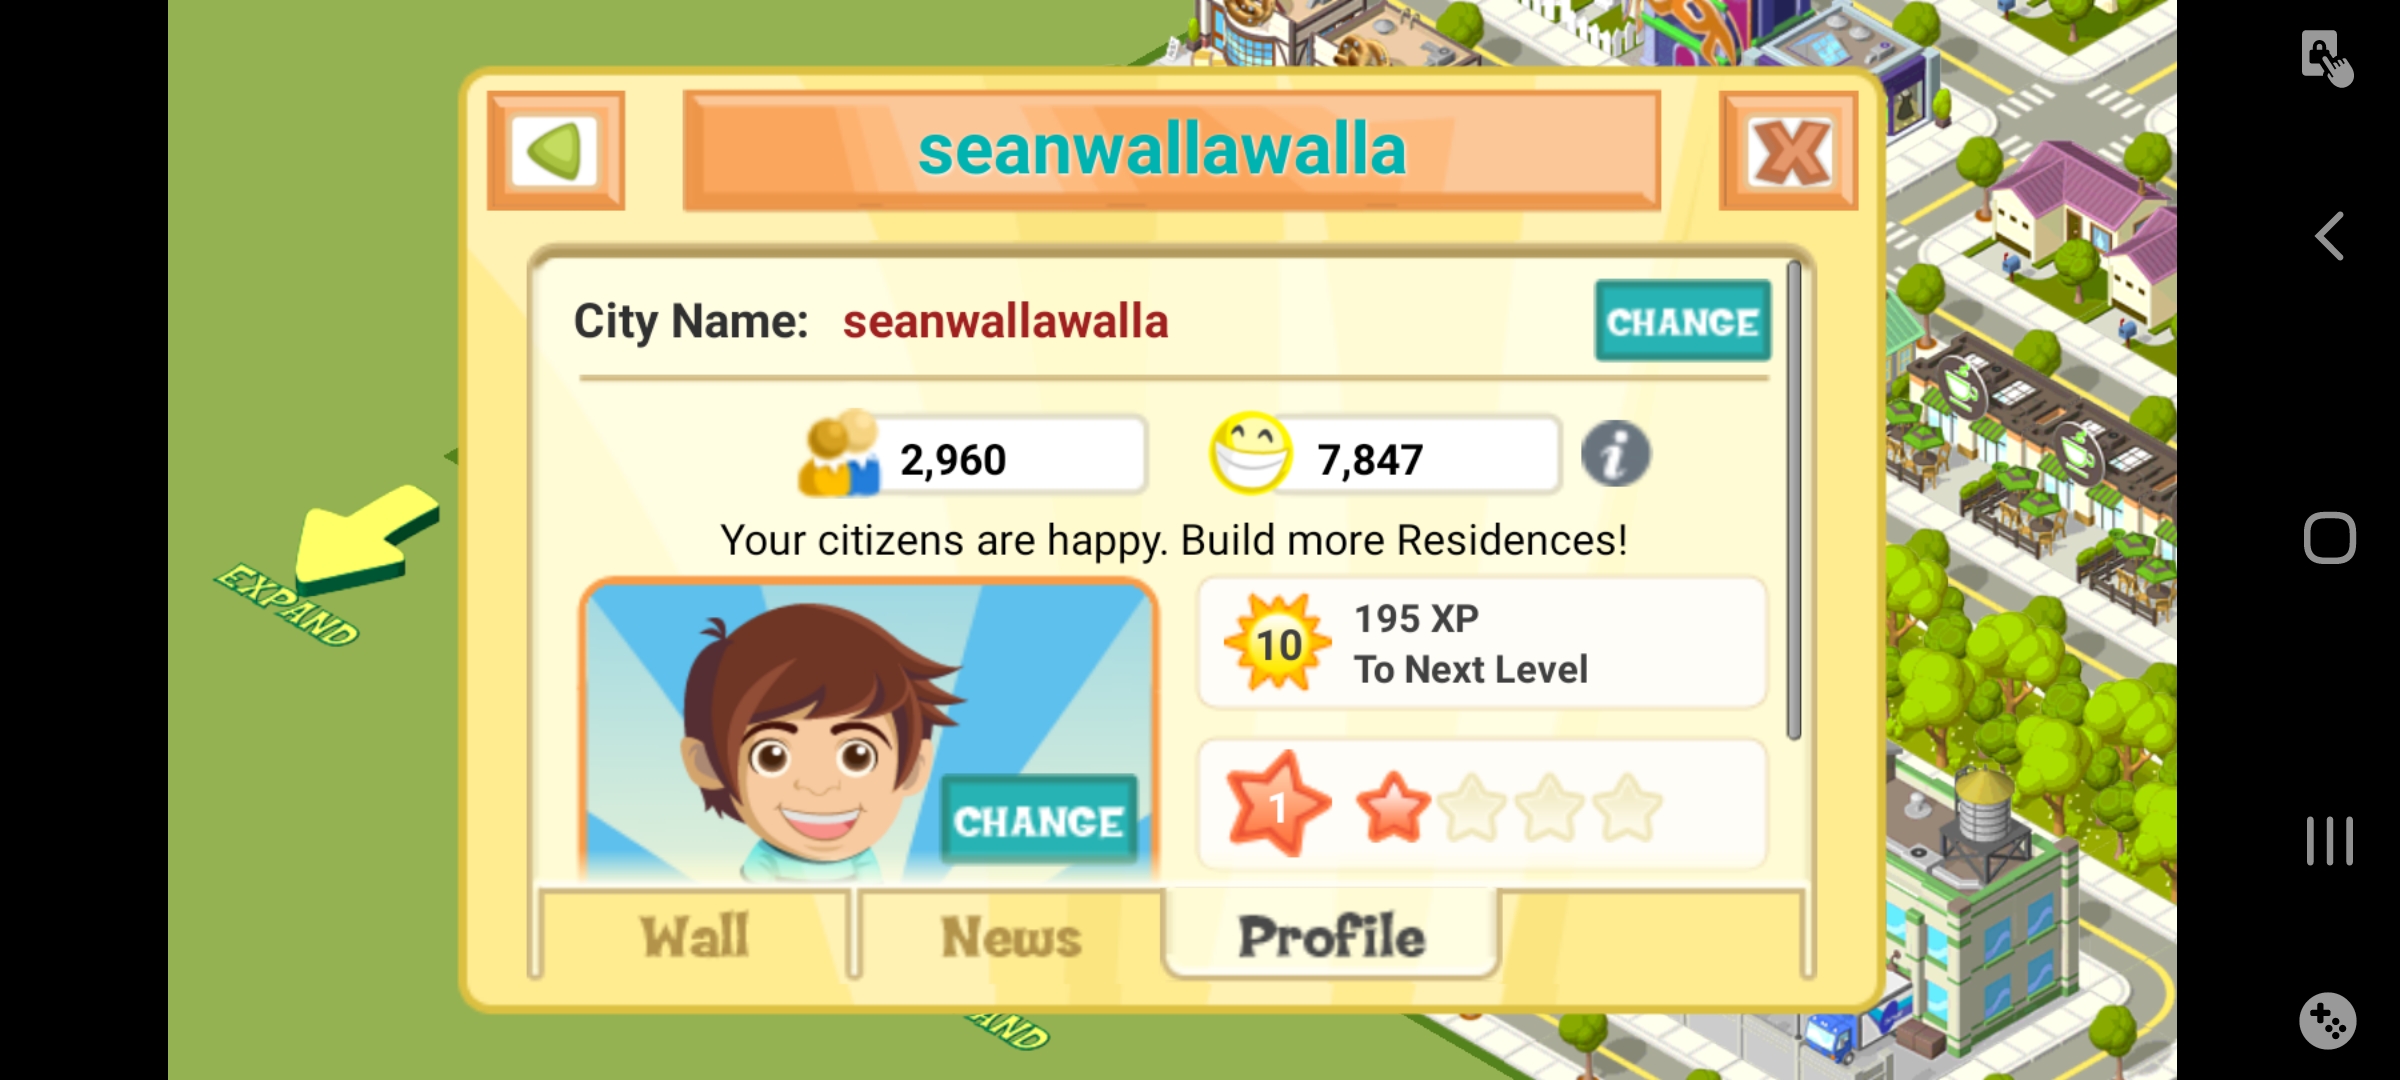 seanwallawalla
City Name: seanwallawalla
CHANGE
2,960
7,847
i
Your citizens are happy. Build more Residences!
10
195 XP
To Next Level
1
CHANGE
EXPAND
Wall
News
Profile
AND